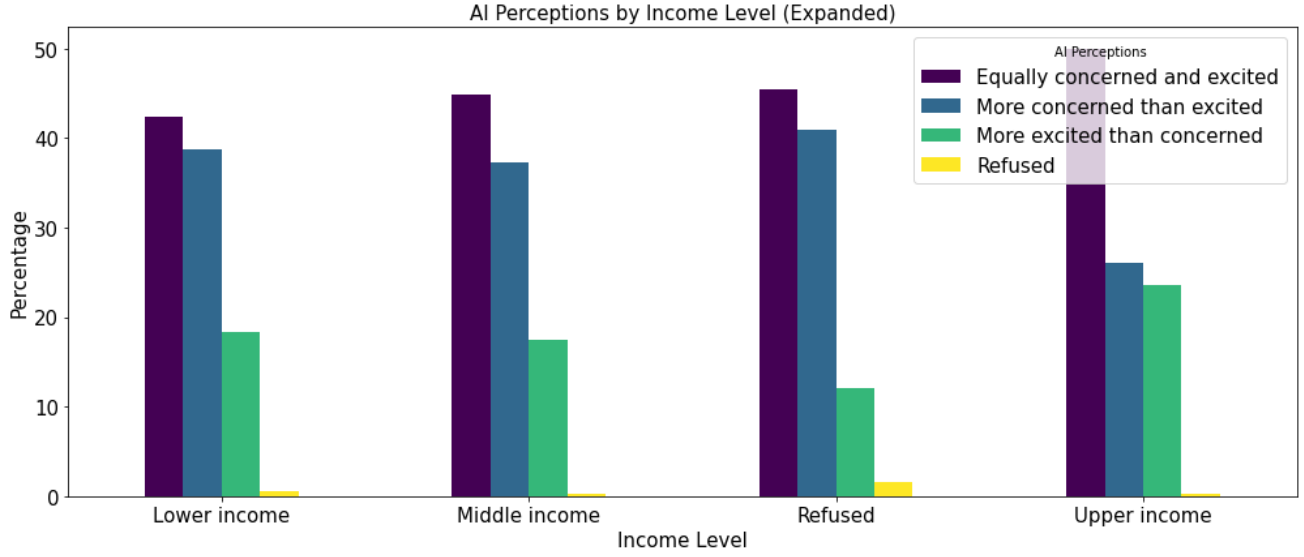 AI Perceptions by Income Level (Expanded)
AI Perceptions
Equally concerned and excited
More concerned than excited
More excited than concerned
Refused
Percentage
50
40
30
20
10
0
Lower income
Middle income
Refused
Upper income
Income Level